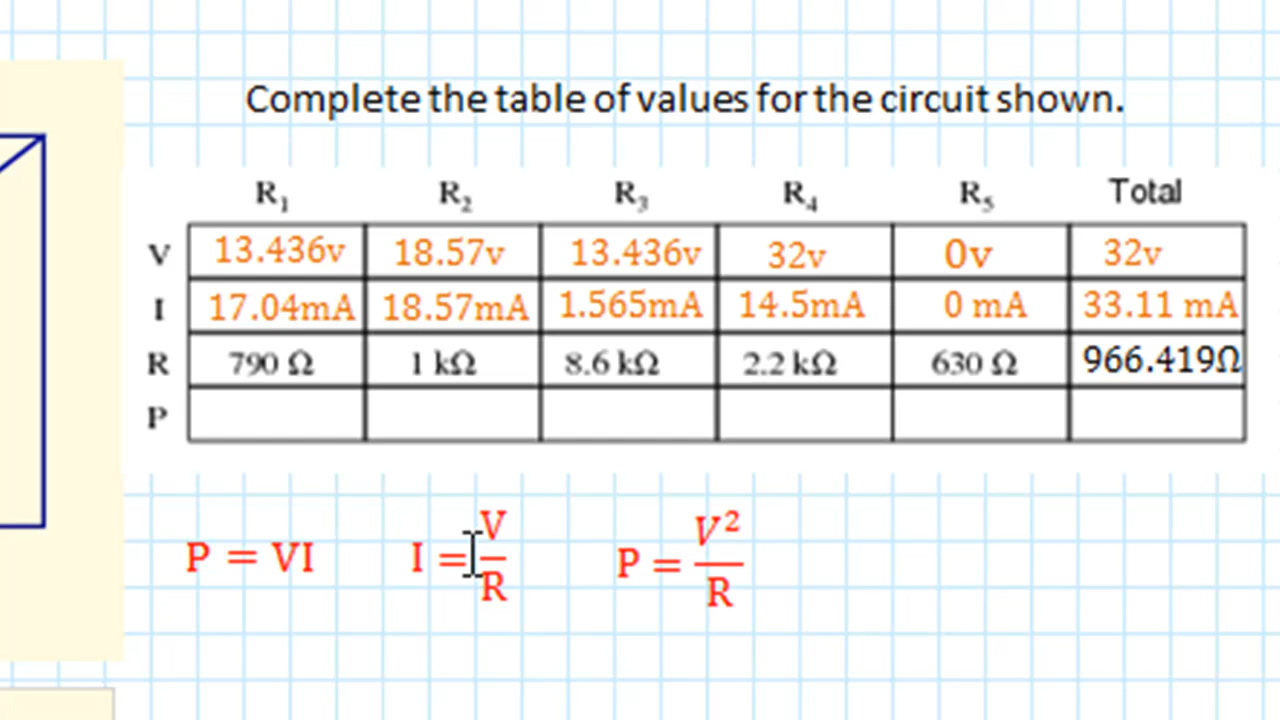 Complete the table of values for the circuit shown.
R₁ R₂ R₃ R₄ R₅ Total
V 13.436v 18.57v 13.436v 32v 0v 32v
I 17.04mA 18.57mA 1.565mA 14.5mA 0 mA 33.11 mA
R 790 Ω 1 kΩ 8.6 kΩ 2.2 kΩ 630 Ω 966.419Ω
P
P = VI I = V/R P = V²/R